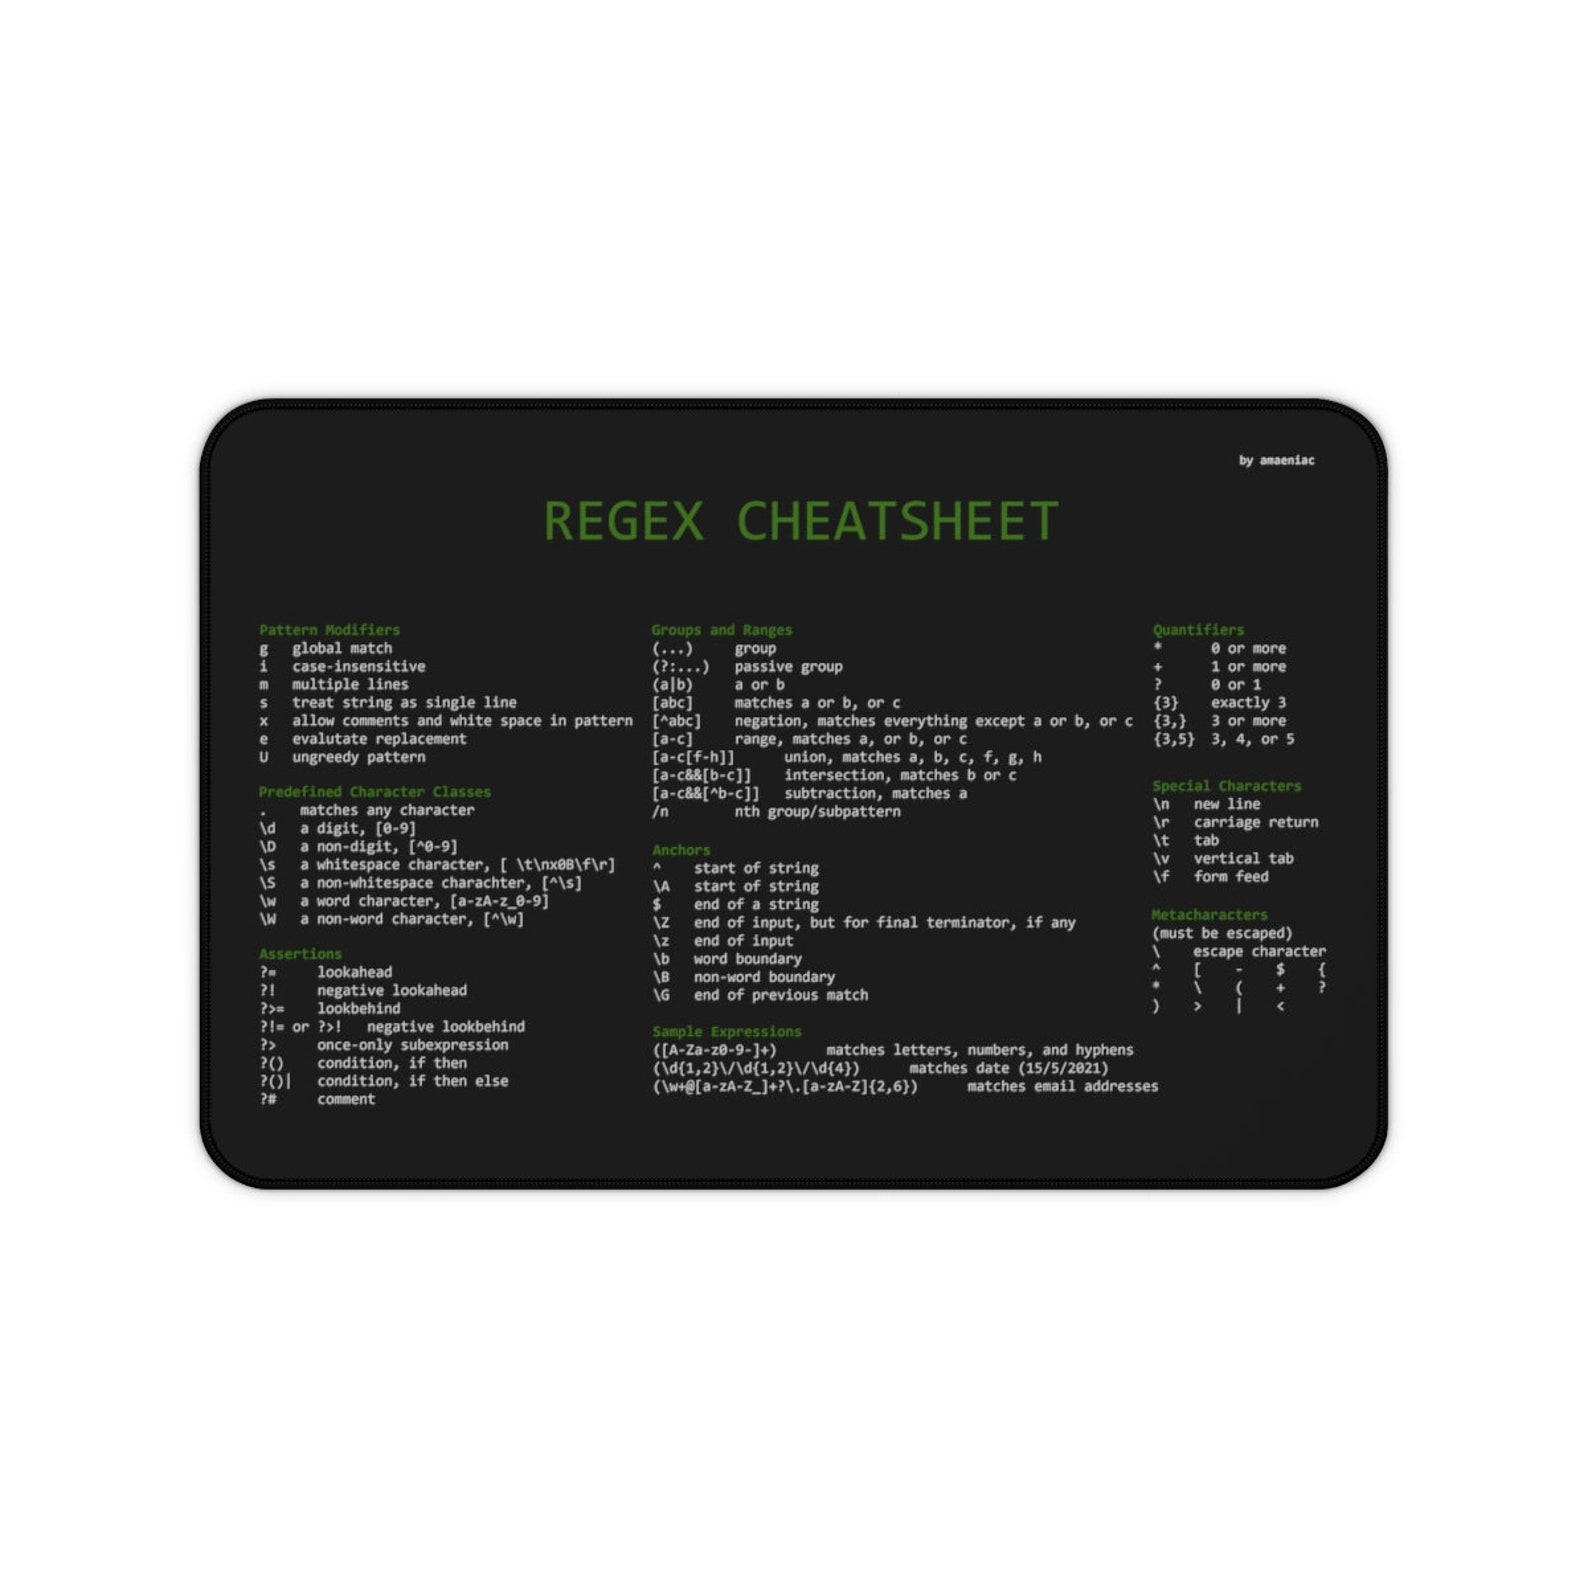 by amaeniac
REGEX CHEATSHEET
Pattern Modifiers
g global match
i case-insensitive
m multiple lines
s treat string as single line
x allow comments and white space in pattern
e evalutate replacement
U ungreedy pattern
Predefined Character Classes
. matches any character
\d a digit, [0-9]
\D a non-digit, [^0-9]
\s a whitespace character, [ \t\nx0B\f\r]
\S a non-whitespace charachter, [^\s]
\w a word character, [a-zA-z_0-9]
\W a non-word character, [^\w]
Assertions
?= lookahead
?! negative lookahead
?>= lookbehind
?!= or ?>! negative lookbehind
?> once-only subexpression
?() condition, if then
?()| condition, if then else
?# comment
Groups and Ranges
(...) group
(?:...) passive group
(a|b) a or b
[abc] matches a or b, or c
[^abc] negation, matches everything except a or b, or c
[a-c] range, matches a, or b, or c
[a-c[f-h]] union, matches a, b, c, f, g, h
[a-c&&[b-c]] intersection, matches b or c
[a-c&&[^b-c]] subtraction, matches a
/n nth group/subpattern
Anchors
^ start of string
\A start of string
$ end of a string
\Z end of input, but for final terminator, if any
\z end of input
\b word boundary
\B non-word boundary
\G end of previous match
Sample Expressions
([A-Za-z0-9-]+) matches letters, numbers, and hyphens
(\d{1,2}\/\d{1,2}\/\d{4}) matches date (15/5/2021)
(\w+@[a-zA-Z_]+?\.[a-zA-Z]{2,6}) matches email addresses
Quantifiers
* 0 or more
+ 1 or more
? 0 or 1
{3} exactly 3
{3,} 3 or more
{3,5} 3, 4, or 5
Special Characters
\n new line
\r carriage return
\t tab
\v vertical tab
\f form feed
Metacharacters
(must be escaped)
\ escape character
^ [ - $ {
* \ ( + ?
) > | <